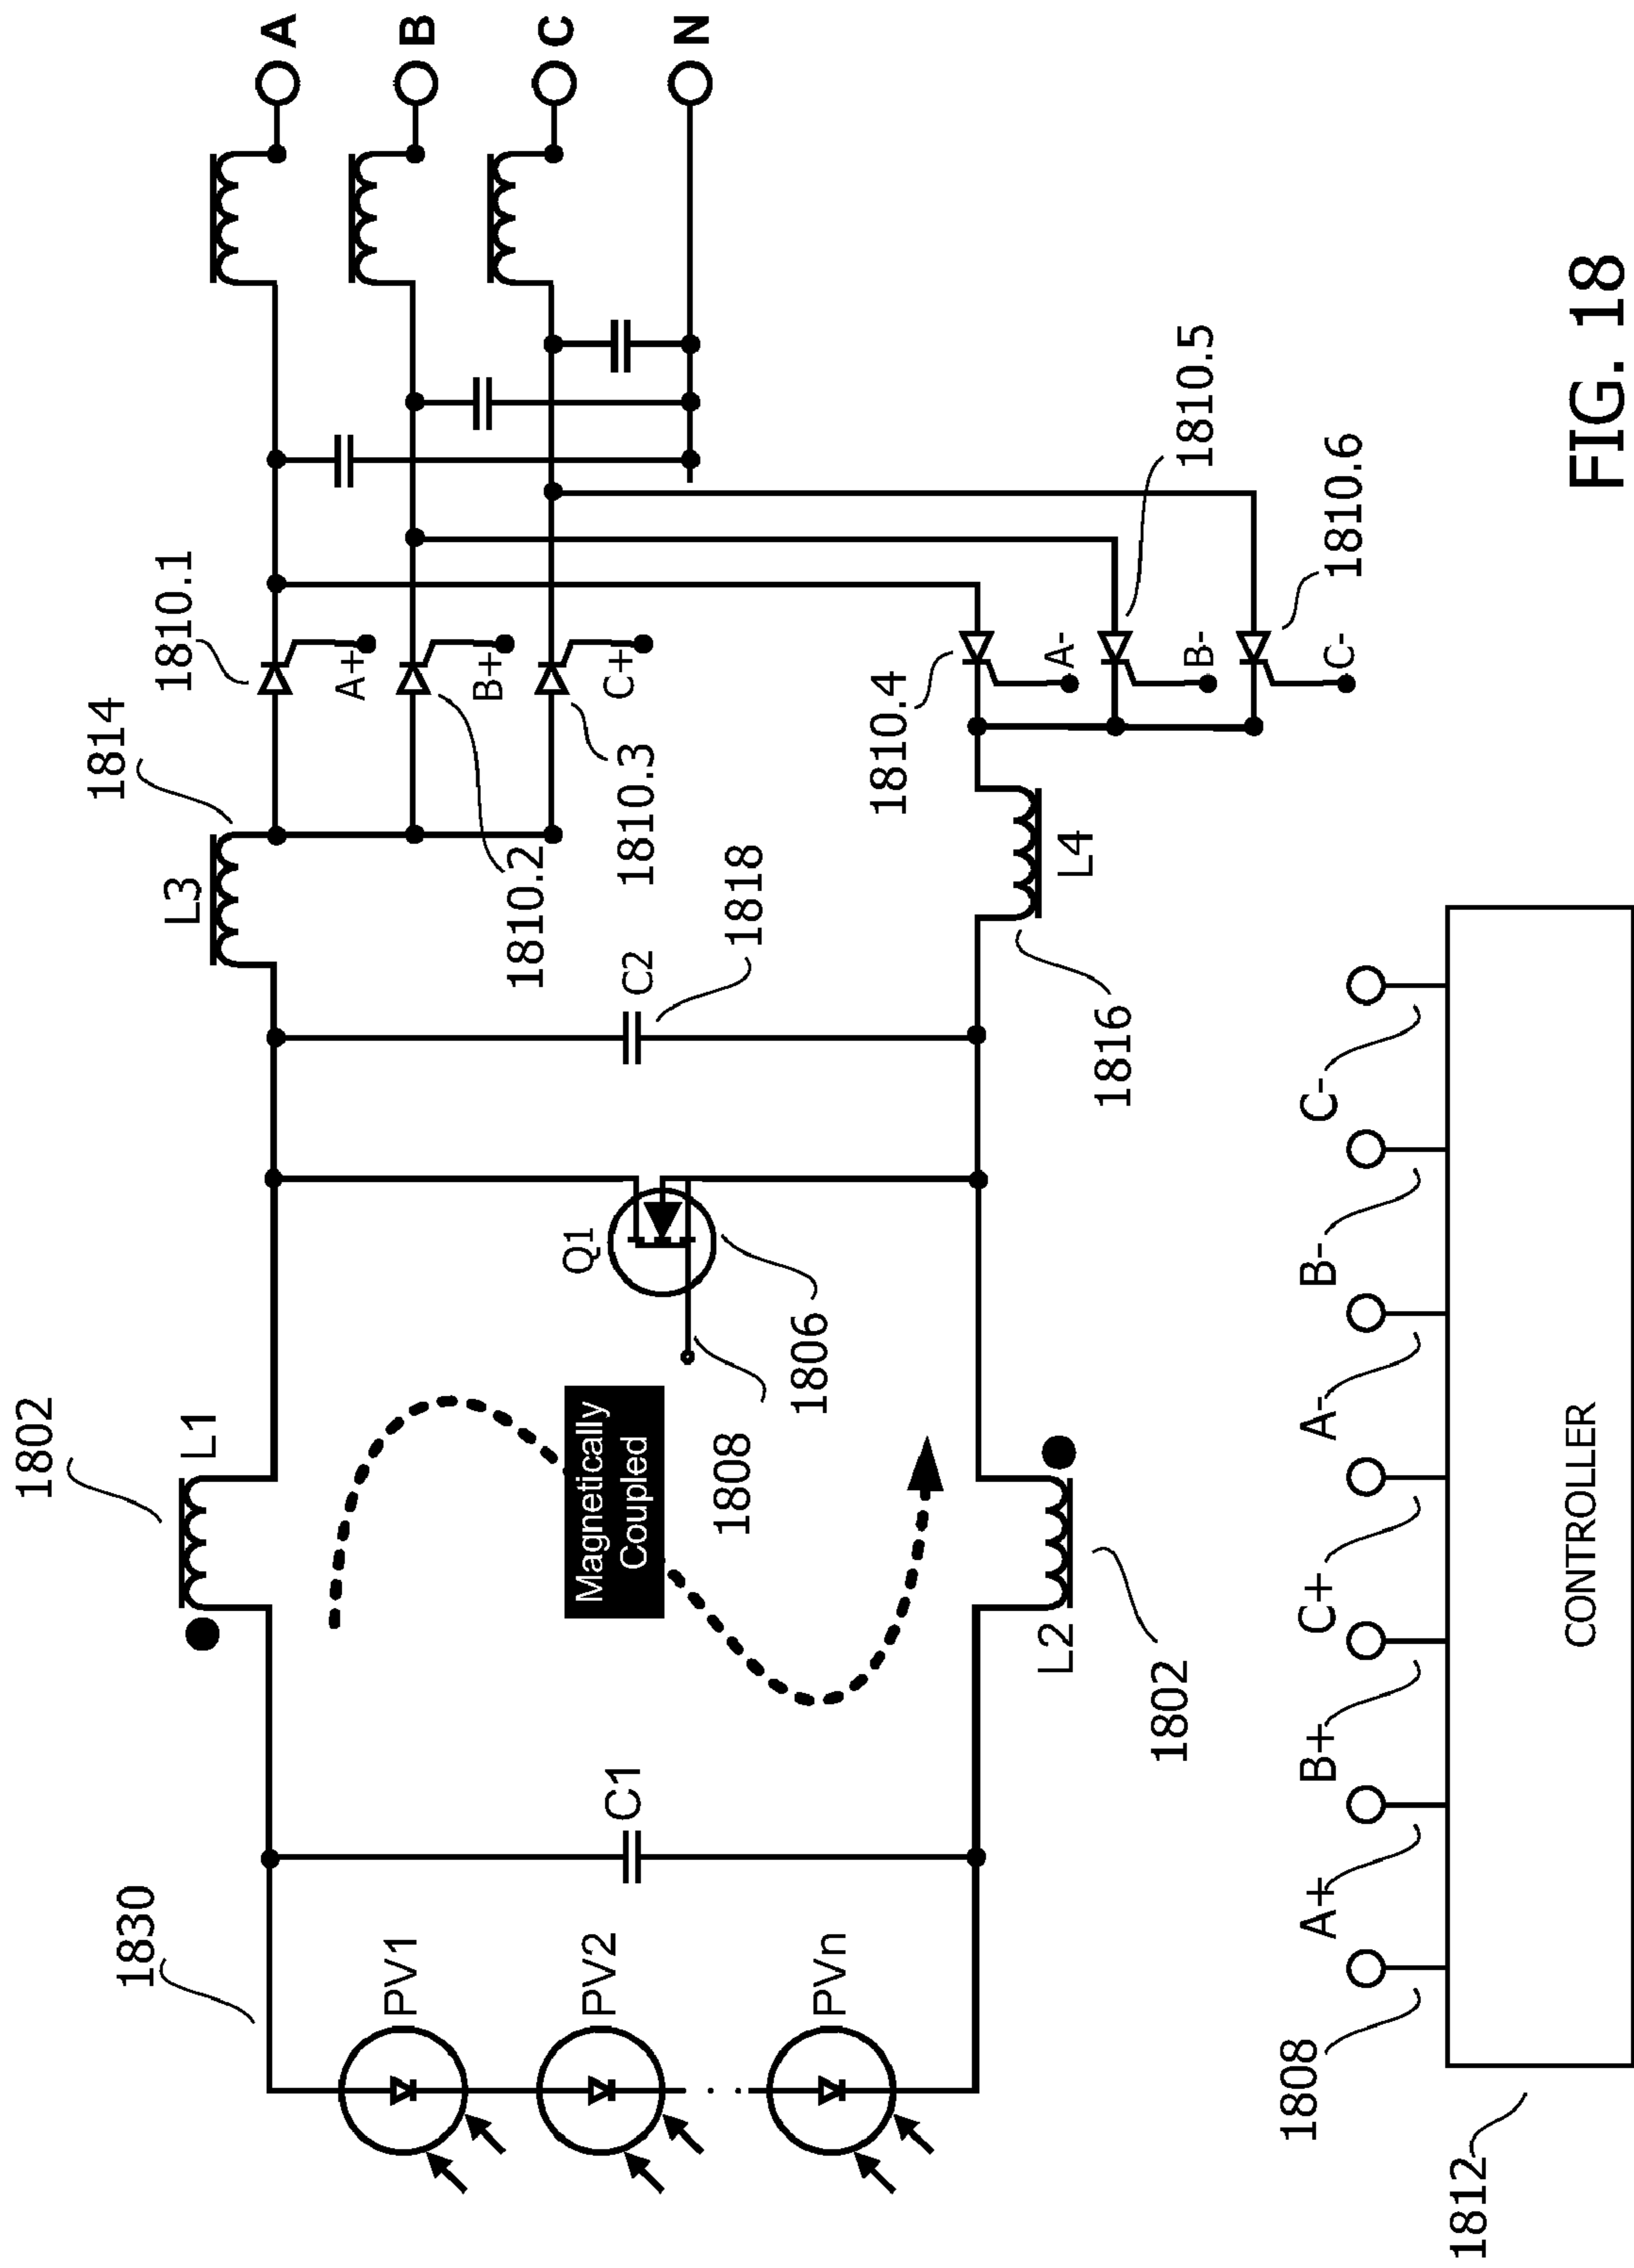 1802
L1
1814
L3
1810.1
A
B
C
N
A+
B+
C+
1810.2
1810.3
1830
PV1
PV2
PVn
C1
Magnetically
Coupled
Q1
1808
1806
C2
1818
1810.4
A-
B-
C-
1810.5
1810.6
L2
1802
L4
1816
1808
A+
B+
C+
A-
B-
C-
CONTROLLER
1812
FIG. 18